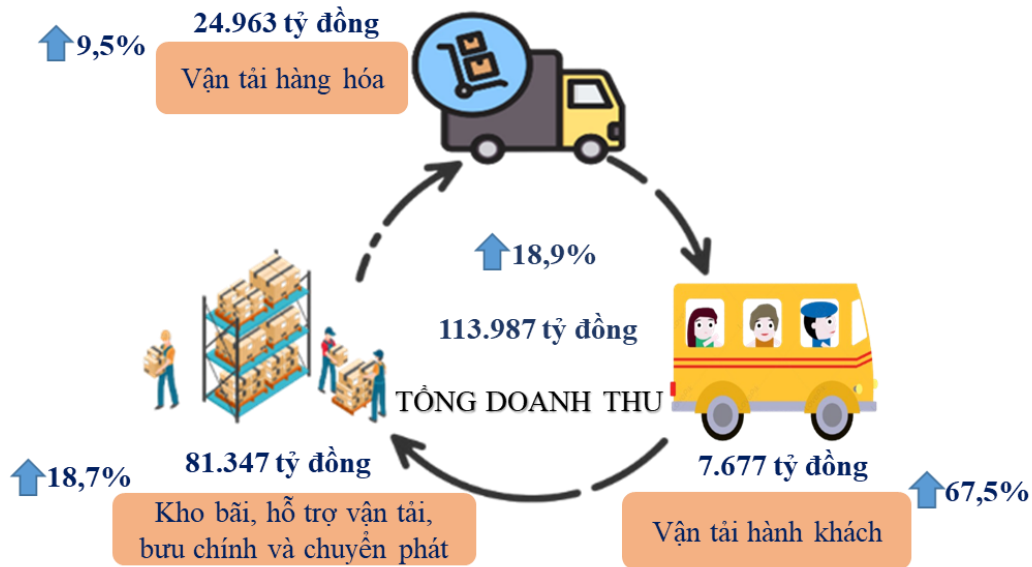 24.963 tỷ đồng
9,5%
Vận tải hàng hóa
18,9%
113.987 tỷ đồng
TỔNG DOANH THU
81.347 tỷ đồng
18,7%
Kho bãi, hỗ trợ vận tải,
bưu chính và chuyển phát
7.677 tỷ đồng
67,5%
Vận tải hành khách